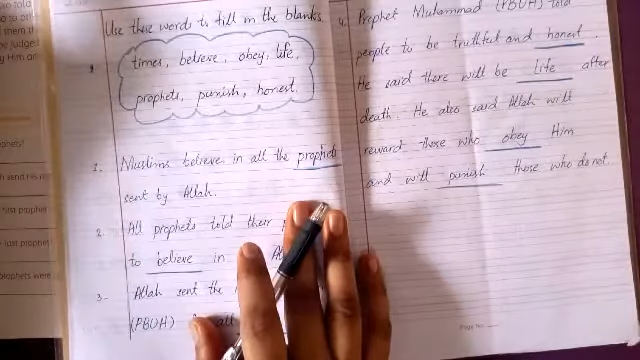 Use these words to fill in the blanks
times, believe, obey, life,
prophets, punish, honest.
1. Muslims believe in all the prophets
sent by Allah.
2. All prophets told their
to believe in
3. Allah sent the
(PBUH) all
4. Prophet Muhammad (PBUH) told
people to be truthful and honest.
He said there will be life after
death. He also said Allah will
reward those who obey Him
and will punish those who do not.
Page No.